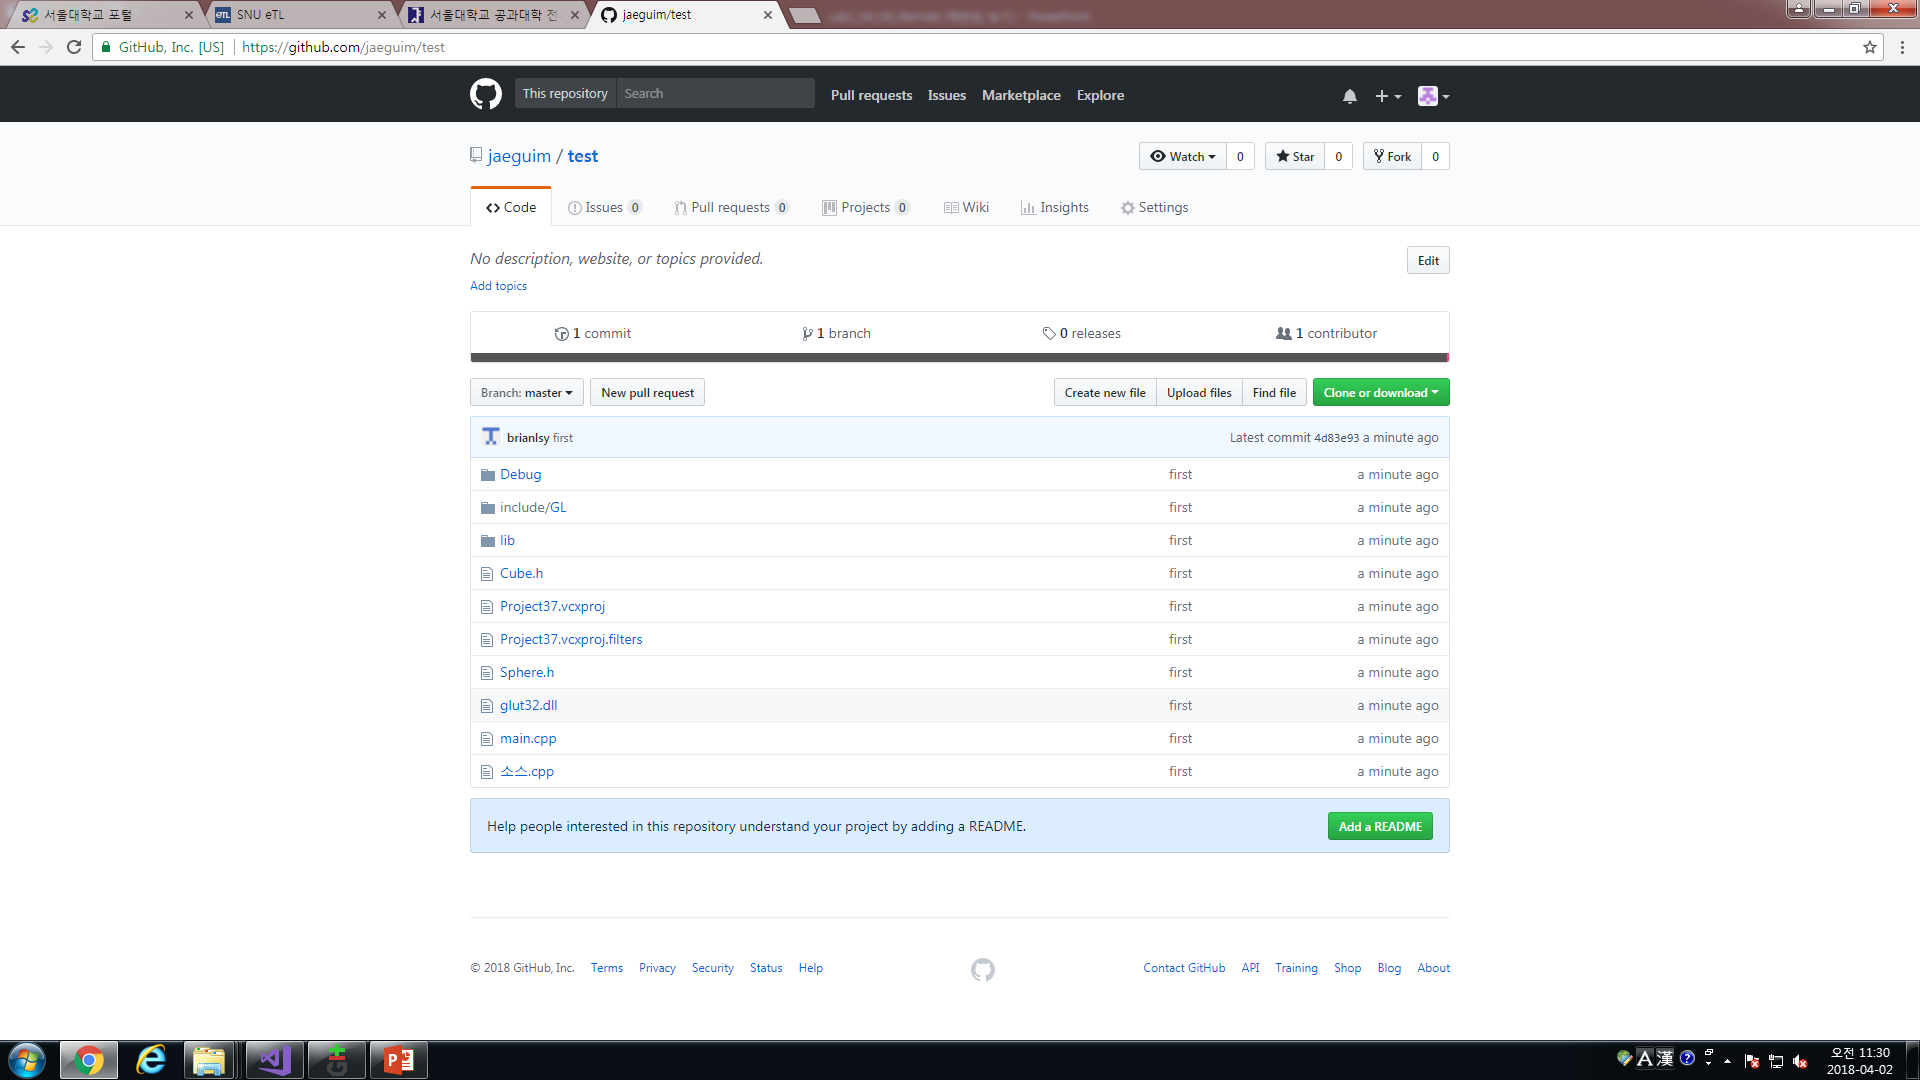 서울대학교 포털
eTL SNU eTL
서울대학교 공과대학 전
jaeguim/test
GitHub, Inc. [US] https://github.com/jaeguim/test
This repository Search Pull requests Issues Marketplace Explore
jaeguim / test
Watch 0 Star 0 Fork 0
Code Issues 0 Pull requests 0 Projects 0 Wiki Insights Settings
No description, website, or topics provided.
Edit
Add topics
1 commit 1 branch 0 releases 1 contributor
Branch: master New pull request Create new file Upload files Find file Clone or download
brianlsy first Latest commit 4d83e93 a minute ago
Debug first a minute ago
include/GL first a minute ago
lib first a minute ago
Cube.h first a minute ago
Project37.vcxproj first a minute ago
Project37.vcxproj.filters first a minute ago
Sphere.h first a minute ago
glut32.dll first a minute ago
main.cpp first a minute ago
소스.cpp first a minute ago
Help people interested in this repository understand your project by adding a README. Add a README
© 2018 GitHub, Inc. Terms Privacy Security Status Help Contact GitHub API Training Shop Blog About
A 漢
오전 11:30
2018-04-02